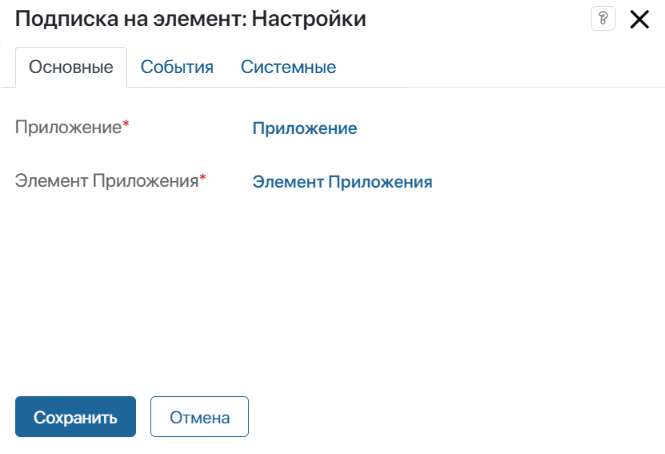 Подписка на элемент: Настройки ?
Основные События Системные
Приложение* Приложение
Элемент Приложения* Элемент Приложения
Сохранить Отмена